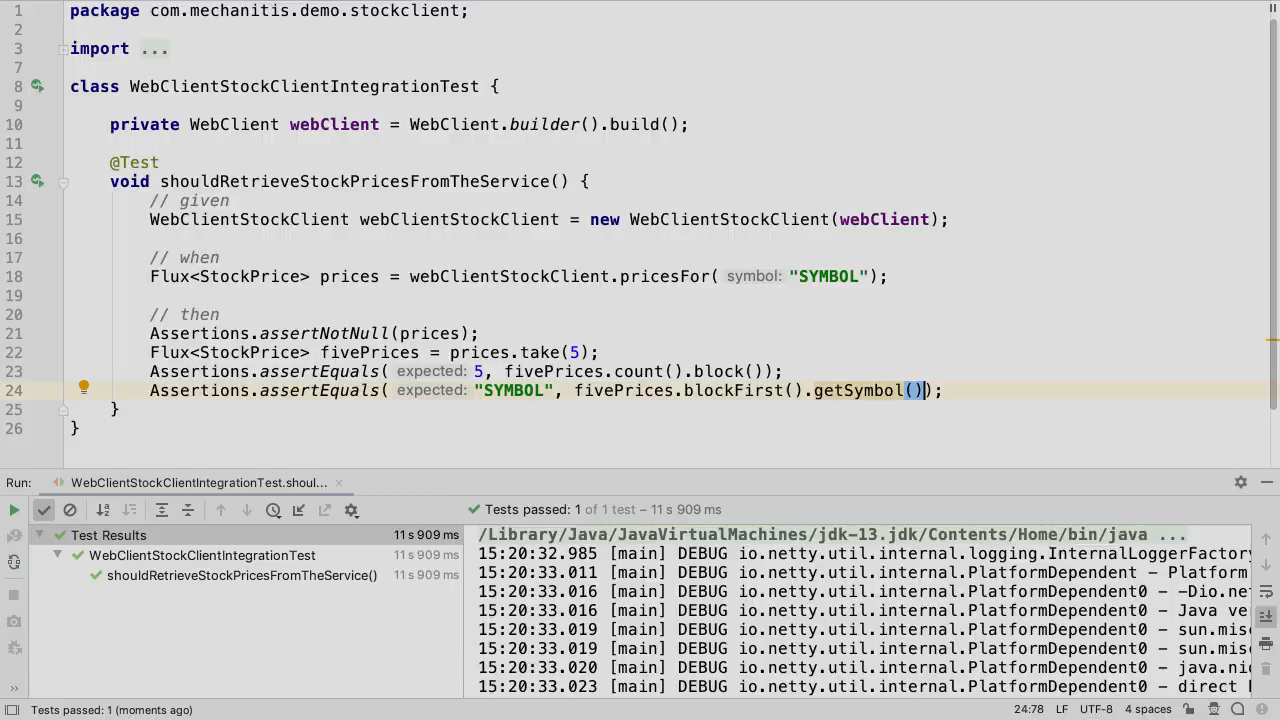 1 package com.mechanitis.demo.stockclient;
2
3 import ...
7
8 class WebClientStockClientIntegrationTest {
9
10 private WebClient webClient = WebClient.builder().build();
11
12 @Test
13 void shouldRetrieveStockPricesFromTheService() {
14 // given
15 WebClientStockClient webClientStockClient = new WebClientStockClient(webClient);
16
17 // when
18 Flux<StockPrice> prices = webClientStockClient.pricesFor( symbol: "SYMBOL");
19
20 // then
21 Assertions.assertNotNull(prices);
22 Flux<StockPrice> fivePrices = prices.take(5);
23 Assertions.assertEquals( expected: 5, fivePrices.count().block());
24 Assertions.assertEquals( expected: "SYMBOL", fivePrices.blockFirst().getSymbol());
25 }
26 }
Run: WebClientStockClientIntegrationTest.shoul... ×
Tests passed: 1 of 1 test – 11 s 909 ms
Test Results 11 s 909 ms
WebClientStockClientIntegrationTest 11 s 909 ms
shouldRetrieveStockPricesFromTheService() 11 s 909 ms
/Library/Java/JavaVirtualMachines/jdk-13.jdk/Contents/Home/bin/java ...
15:20:32.985 [main] DEBUG io.netty.util.internal.logging.InternalLoggerFactory
15:20:33.011 [main] DEBUG io.netty.util.internal.PlatformDependent - Platform
15:20:33.016 [main] DEBUG io.netty.util.internal.PlatformDependent0 - -Dio.net
15:20:33.016 [main] DEBUG io.netty.util.internal.PlatformDependent0 - Java ve
15:20:33.019 [main] DEBUG io.netty.util.internal.PlatformDependent0 - sun.mis
15:20:33.019 [main] DEBUG io.netty.util.internal.PlatformDependent0 - sun.mis
15:20:33.020 [main] DEBUG io.netty.util.internal.PlatformDependent0 - java.ni
15:20:33.023 [main] DEBUG io.netty.util.internal.PlatformDependent0 - direct
Tests passed: 1 (moments ago) 24:78 LF UTF-8 4 spaces